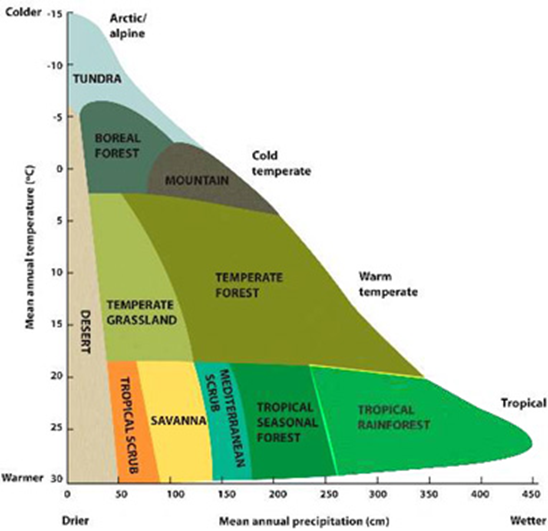 Colder
-15
Arctic/
alpine
-10
TUNDRA
-5
BOREAL
FOREST
0
MOUNTAIN
Cold
temperate
Mean annual temperature (°C)
5
10
TEMPERATE
FOREST
Warm
temperate
15
DESERT
TEMPERATE
GRASSLAND
20
TROPICAL SCRUB
SAVANNA
MEDITERRANEAN
SCRUB
TROPICAL
SEASONAL
FOREST
TROPICAL
RAINFOREST
Tropical
25
Warmer 30
0 50 100 150 200 250 300 350 400 450
Drier Mean annual precipitation (cm) Wetter